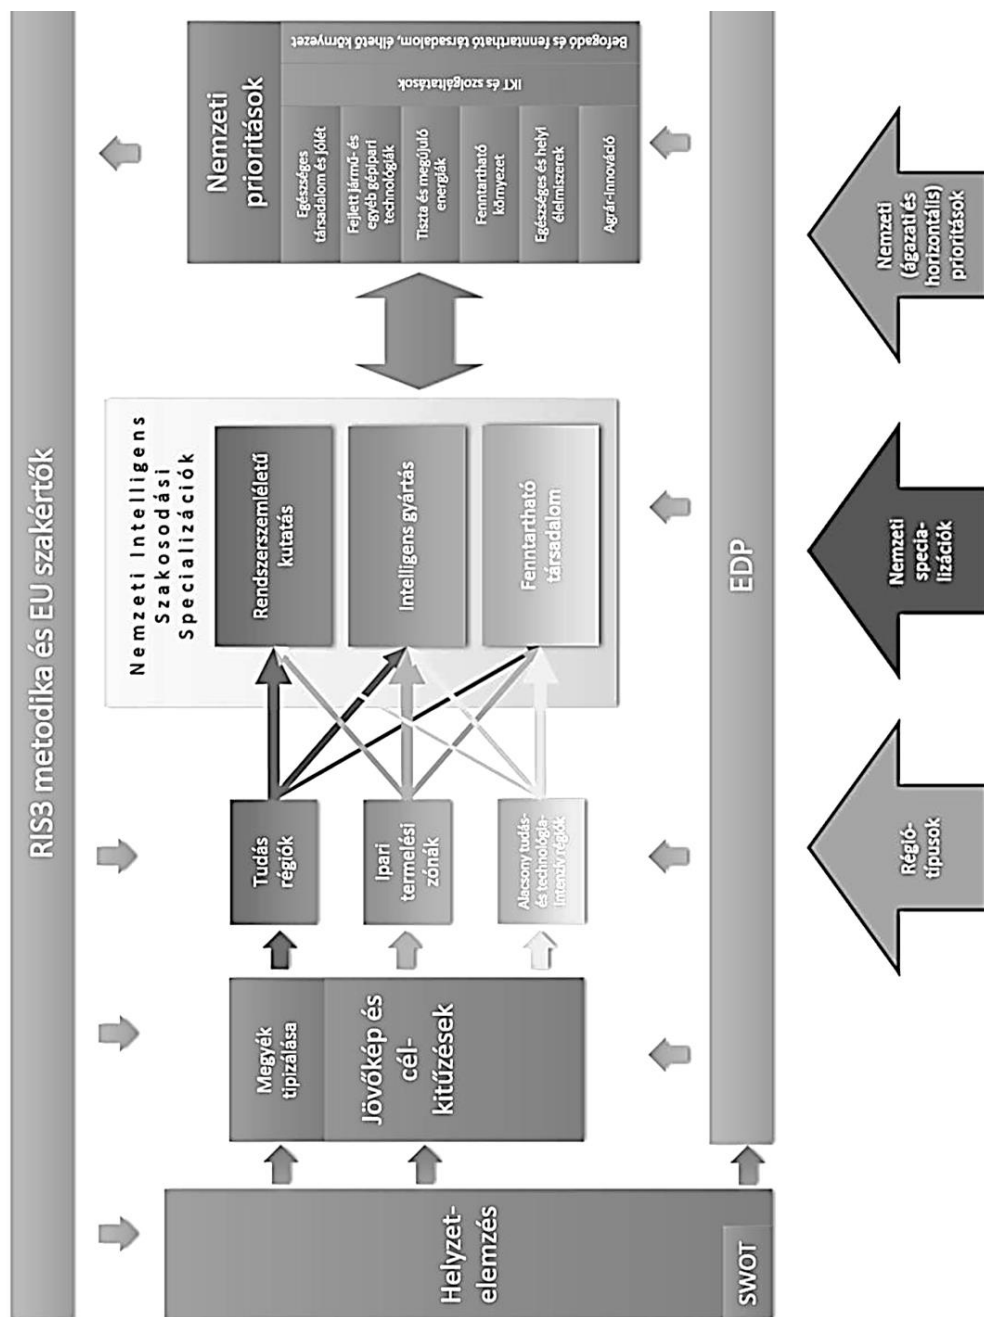 RIS3 metodika és EU szakértők
Helyzet-
elemzés
SWOT
Megyék
tipizálása
Jövőkép és
cél-
kitűzések
Tudás
régiók
Ipari
termelési
zónák
Alacsony tudás-
és technológia-
Intenzív régiók
Nemzeti Intelligens
Szakosodási
Specializációk
Rendszerszemléletű
kutatás
Intelligens gyártás
Fenntartható
társadalom
Nemzeti
prioritások
Egészséges
társadalom és jólét
Fejlett jármű- és
egyéb gépipari
technológiák
Tiszta és megújuló
energiák
Fenntartható
környezet
Egészséges és helyi
élelmiszerek
Agrár-innováció
IKT és szolgáltatások
Befogadó és fenntartható társadalom, élhető környezet
EDP
Régió-
típusok
Nemzeti
specia-
lizációk
Nemzeti
(ágazati és
horizontális)
prioritások